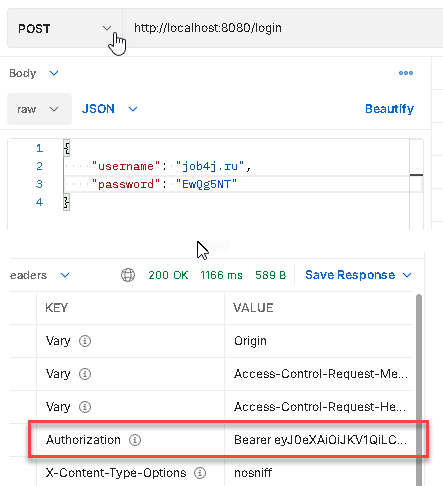 POST http://localhost:8080/login
Body
raw JSON Beautify
1 {
2 "username": "job4j.ru",
3 "password": "EwQg5NT"
4 }
eaders 200 OK 1166 ms 589 B Save Response
KEY VALUE
Vary Origin
Vary Access-Control-Request-Me...
Vary Access-Control-Request-He...
Authorization Bearer eyJ0eXAiOiJKV1QiLC...
X-Content-Type-Options nosniff